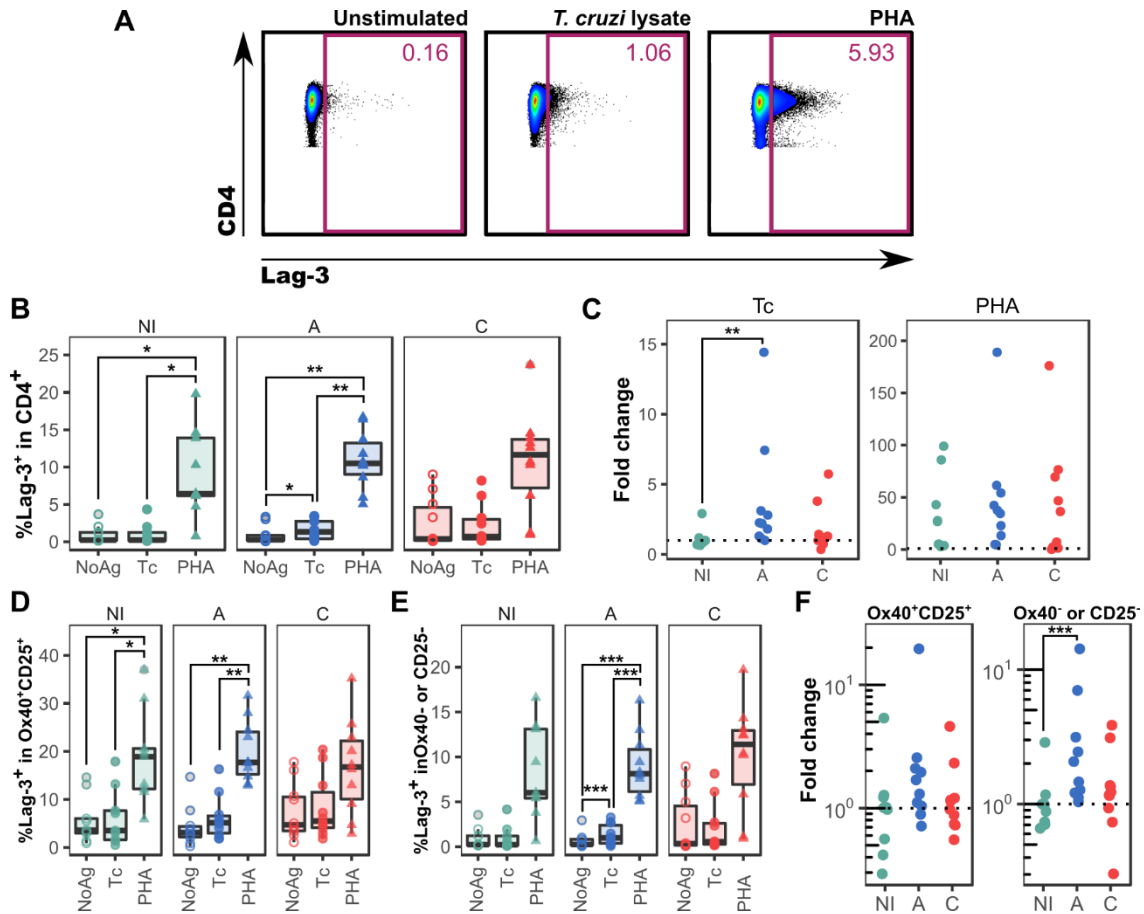 A
Unstimulated T. cruzi lysate PHA
0.16 1.06 5.93
CD4
Lag-3
B
NI A C
%Lag-3⁺ in CD4⁺
25
20
15
10
5
0
* * ** ** *
NoAg Tc PHA NoAg Tc PHA NoAg Tc PHA
C
Tc PHA
Fold change
15
10
5
1
**
NI A C
200
150
100
50
0
NI A C
D
NI A C
%Lag-3⁺ in Ox40⁺CD25⁺
40
30
20
10
0
* * ** **
NoAg Tc PHA NoAg Tc PHA NoAg Tc PHA
E
NI A C
%Lag-3⁺ inOx40- or CD25-
20
15
10
5
0
*** *** ***
NoAg Tc PHA NoAg Tc PHA NoAg Tc PHA
F
Ox40⁺CD25⁺ Ox40⁻ or CD25⁻
Fold change
10¹
10⁰
NI A C
***
10¹
10⁰
NI A C